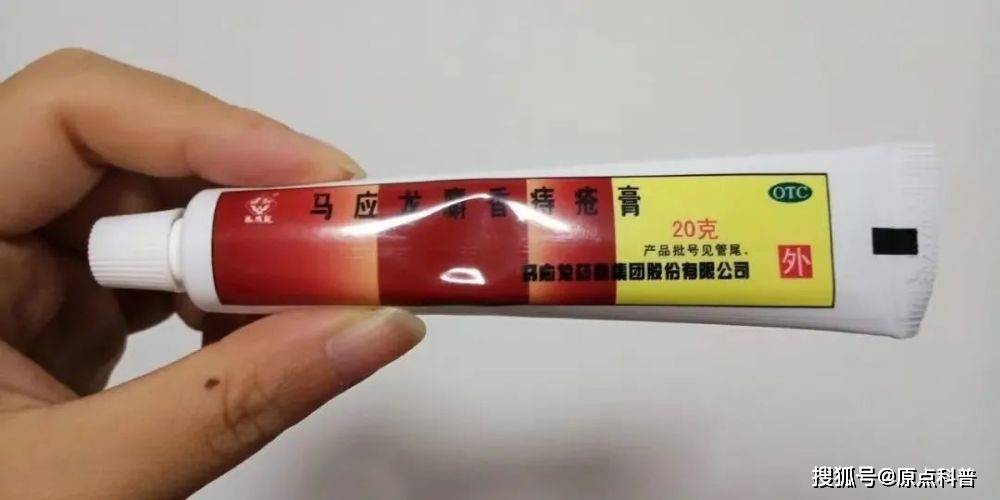 马应龙麝香痔疮膏
OTC
20克
产品批号见管尾。
马应龙药业集团股份有限公司
外
搜狐号@原点科普